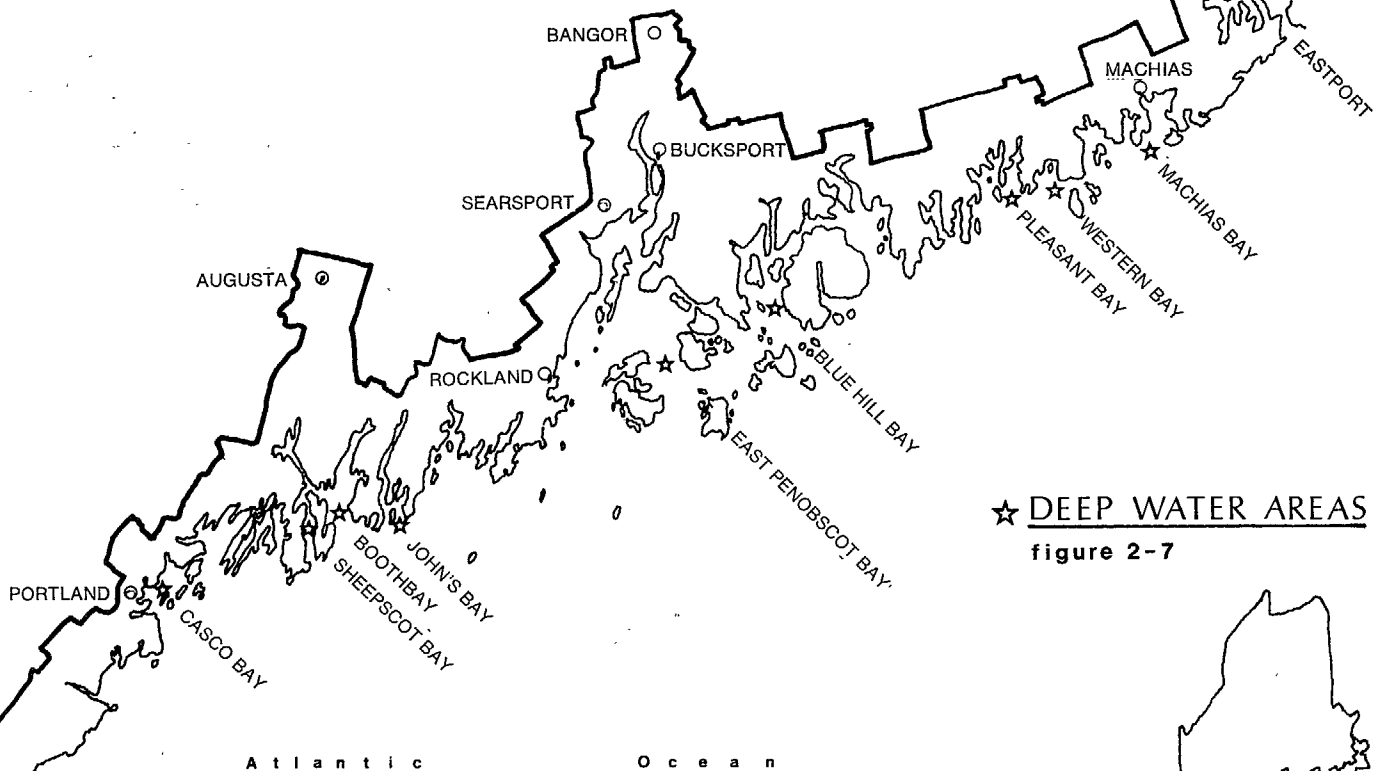 BANGOR
EASTPORT
MACHIAS
BUCKSPORT
MACHIAS BAY
SEARSPORT
WESTERN BAY
PLEASANT BAY
AUGUSTA
BLUE HILL BAY
ROCKLAND
EAST PENOBSCOT BAY
DEEP WATER AREAS
figure 2-7
JOHN'S BAY
BOOTHBAY
SHEEPSCOT BAY
PORTLAND
CASCO BAY
Atlantic Ocean